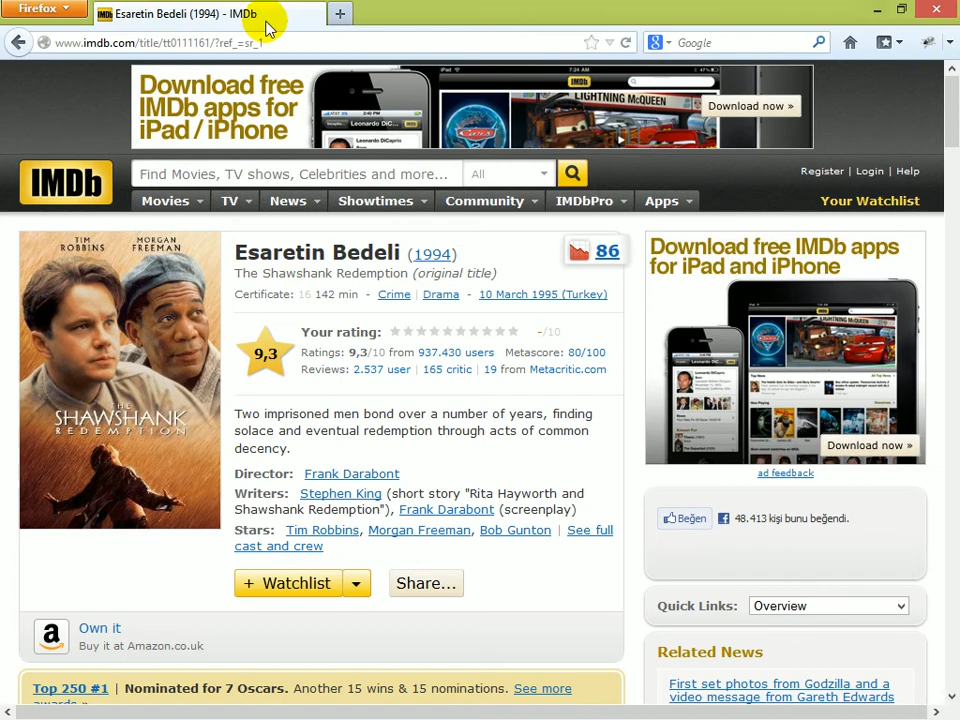 Firefox
IMDb Esaretin Bedeli (1994) - IMDb
www.imdb.com/title/tt0111161/?ref_=sr_1
Google
Download free
IMDb apps for
iPad / iPhone
IMDb
LIGHTNING McQUEEN
Download now »
IMDb
Find Movies, TV shows, Celebrities and more...
All
Register | Login | Help
Movies
TV
News
Showtimes
Community
IMDbPro
Apps
Your Watchlist
TIM ROBBINS
MORGAN FREEMAN
THE SHAWSHANK REDEMPTION
Esaretin Bedeli (1994)
86
The Shawshank Redemption (original title)
Certificate: 16 142 min - Crime | Drama - 10 March 1995 (Turkey)
9,3
Your rating: -/10
Ratings: 9,3/10 from 937.430 users Metascore: 80/100
Reviews: 2.537 user | 165 critic | 19 from Metacritic.com
Two imprisoned men bond over a number of years, finding
solace and eventual redemption through acts of common
decency.
Director: Frank Darabont
Writers: Stephen King (short story "Rita Hayworth and
Shawshank Redemption"), Frank Darabont (screenplay)
Stars: Tim Robbins, Morgan Freeman, Bob Gunton | See full
cast and crew
+ Watchlist
Share...
a
Own it
Buy it at Amazon.co.uk
Top 250 #1 | Nominated for 7 Oscars. Another 15 wins & 15 nominations. See more
awards »
Download free IMDb apps
for iPad and iPhone
Download now »
ad feedback
Beğen
48.413 kişi bunu beğendi.
Quick Links: Overview
Related News
First set photos from Godzilla and a
video message from Gareth Edwards